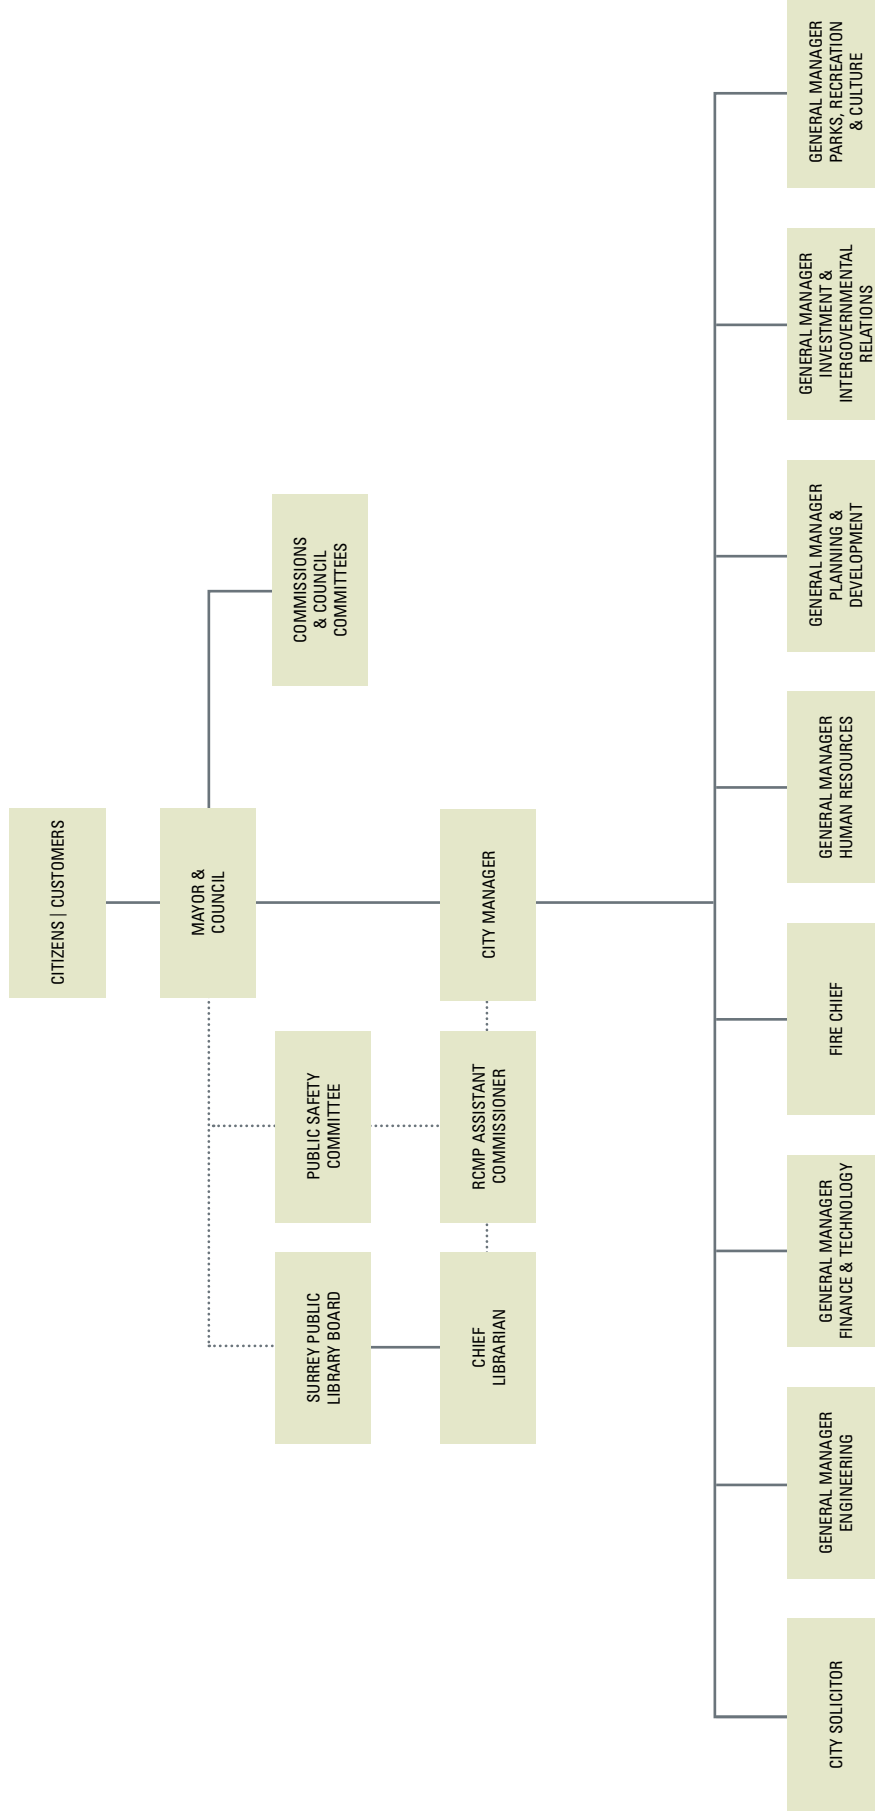 CITIZENS | CUSTOMERS
MAYOR &
COUNCIL
COMMISSIONS
& COUNCIL
COMMITTEES
SURREY PUBLIC
LIBRARY BOARD
PUBLIC SAFETY
COMMITTEE
CHIEF
LIBRARIAN
RCMP ASSISTANT
COMMISSIONER
CITY MANAGER
CITY SOLICITOR
GENERAL MANAGER
ENGINEERING
GENERAL MANAGER
FINANCE & TECHNOLOGY
FIRE CHIEF
GENERAL MANAGER
HUMAN RESOURCES
GENERAL MANAGER
PLANNING &
DEVELOPMENT
GENERAL MANAGER
INVESTMENT &
INTERGOVERNMENTAL
RELATIONS
GENERAL MANAGER
PARKS, RECREATION
& CULTURE